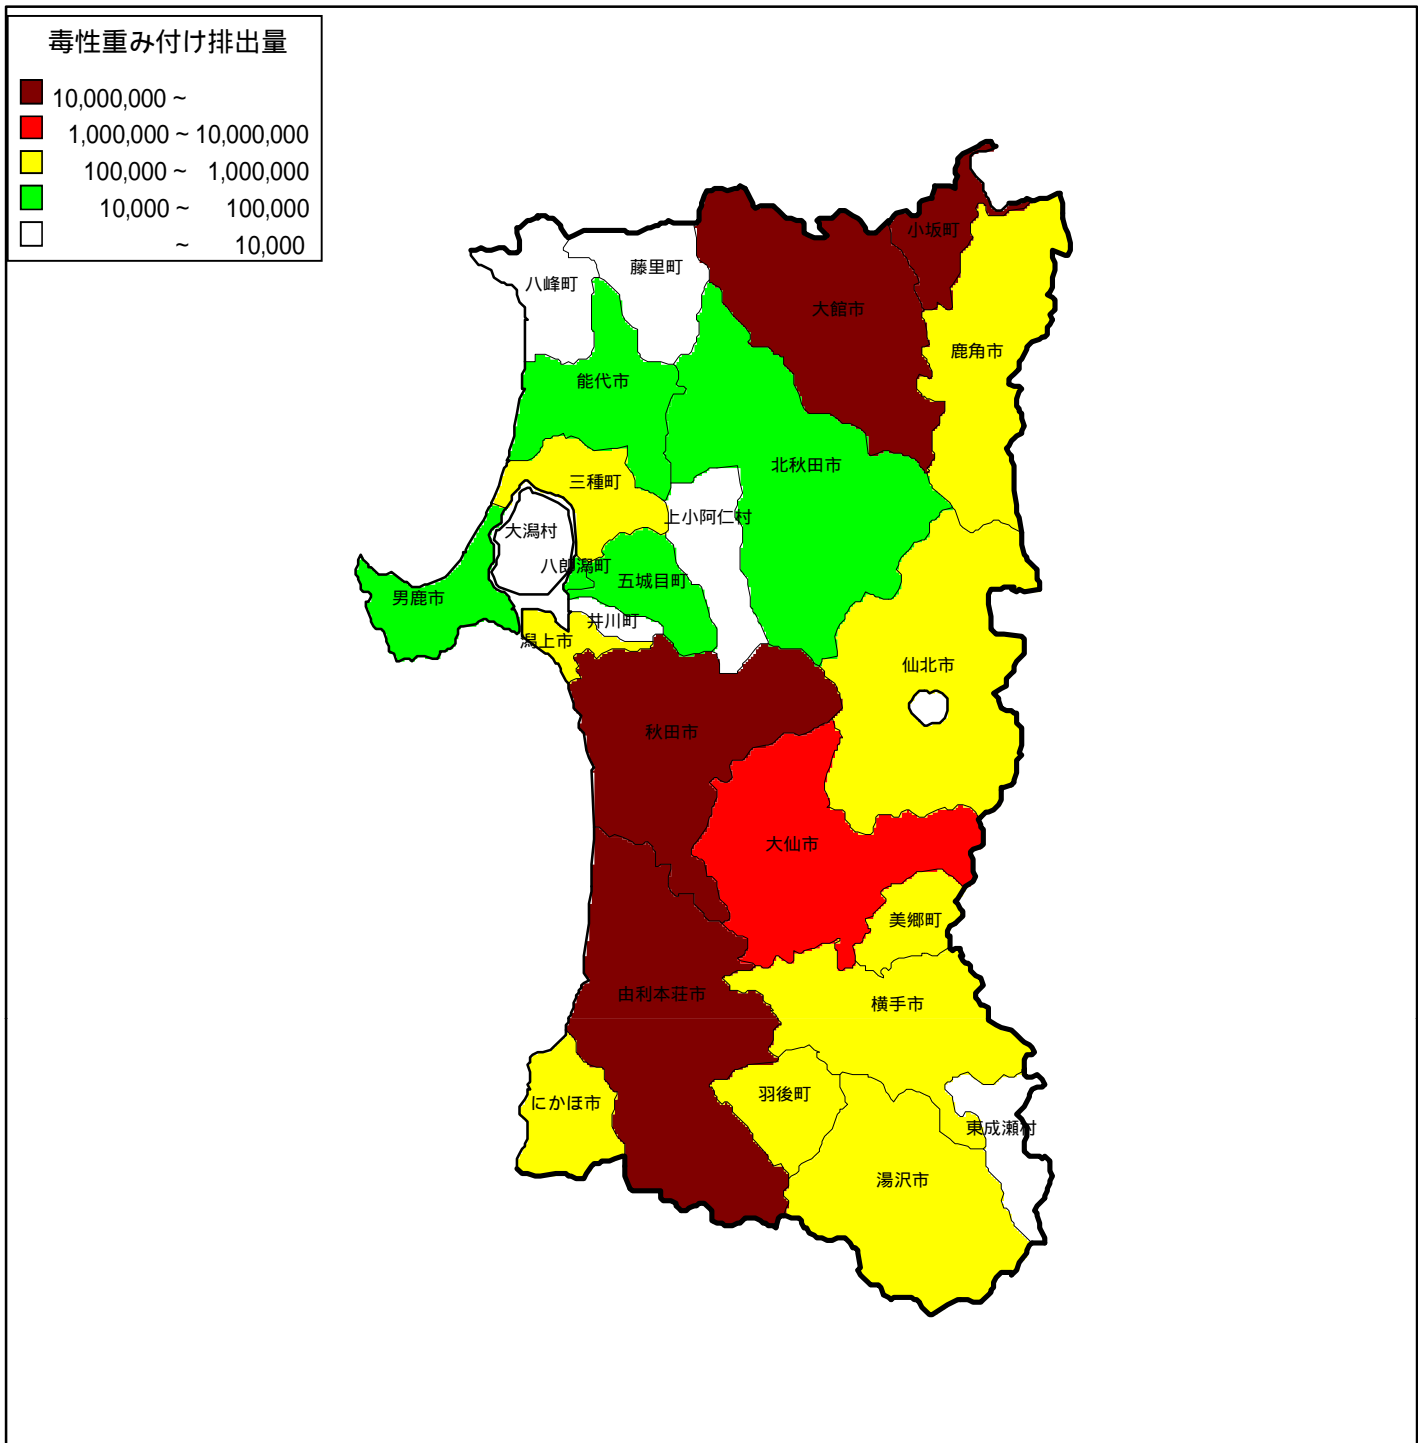 毒性重み付け排出量
10,000,000 ~
1,000,000 ~ 10,000,000
100,000 ~ 1,000,000
10,000 ~ 100,000
~ 10,000
小坂町
藤里町
八峰町
大館市
鹿角市
能代市
北秋田市
三種町
上小阿仁村
大潟村
八郎潟町
五城目町
男鹿市
井川町
潟上市
仙北市
秋田市
大仙市
美郷町
由利本荘市
横手市
羽後町
にかほ市
東成瀬村
湯沢市